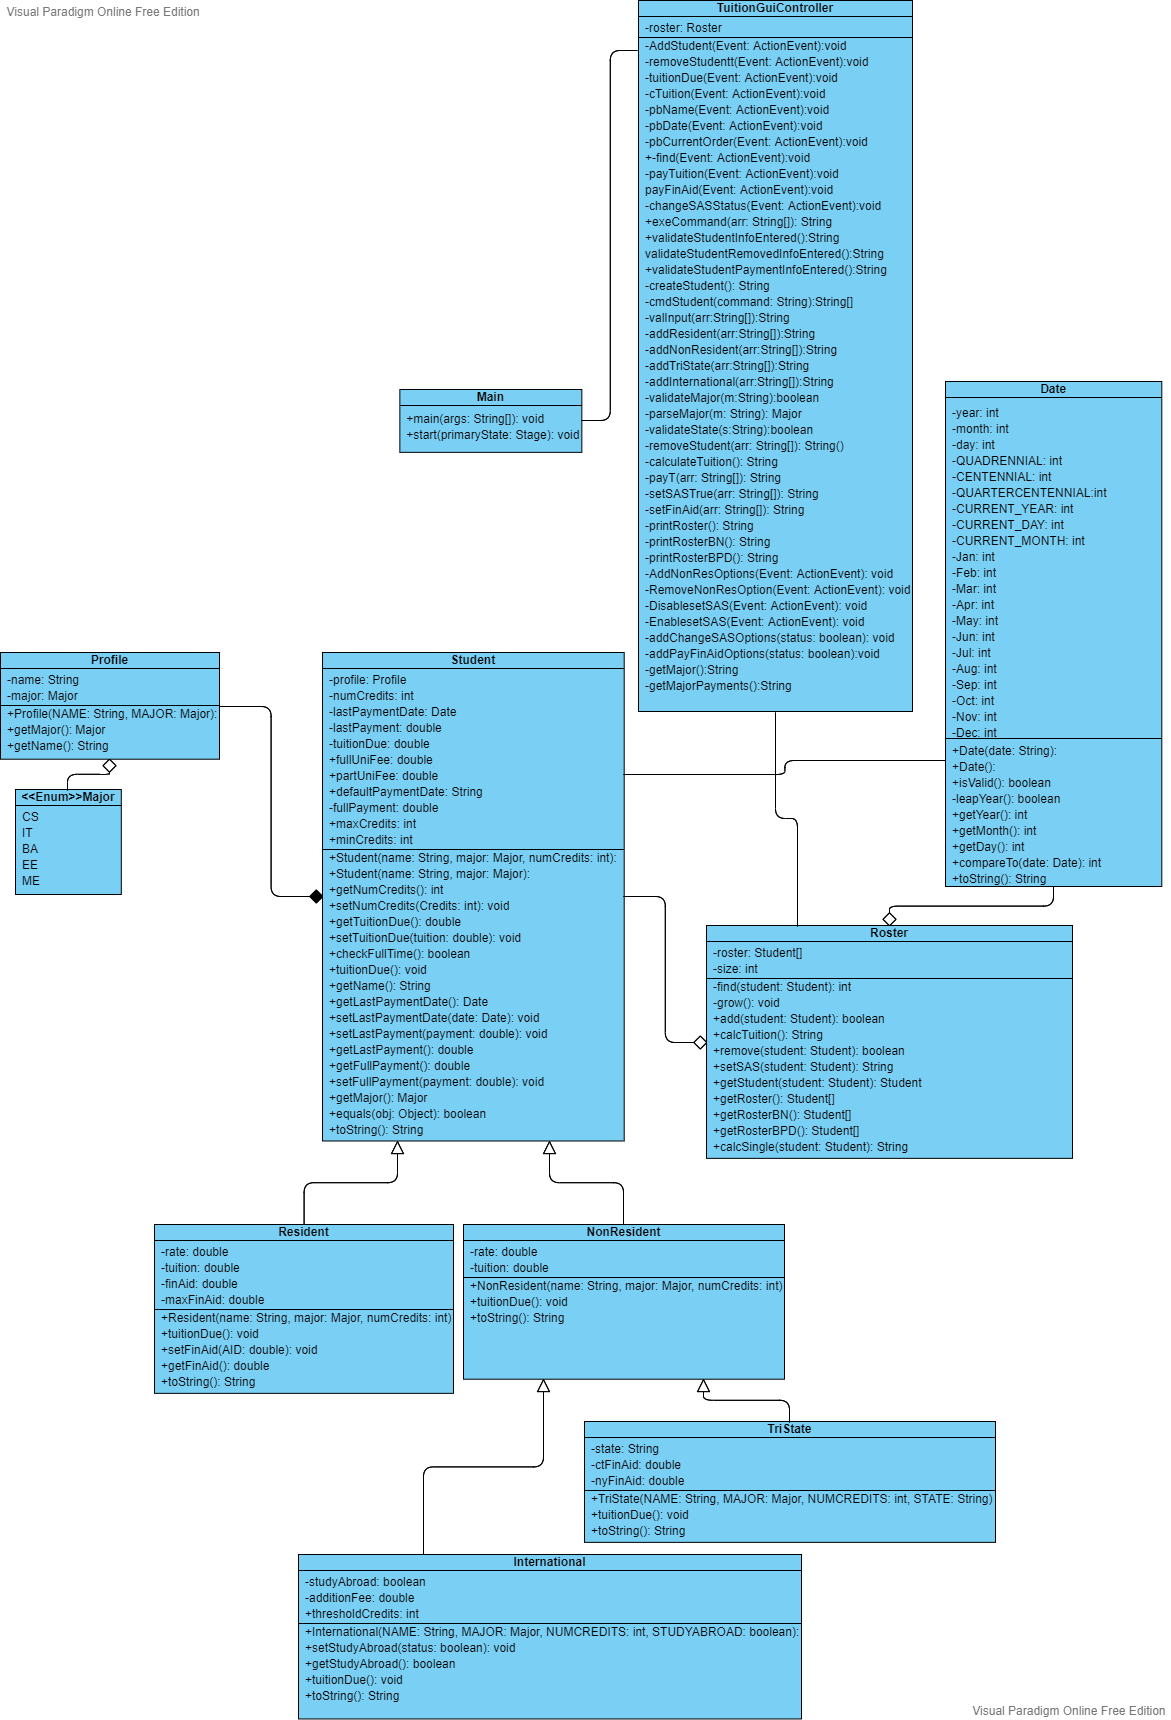 Visual Paradigm Online Free Edition
TuitionGuiController
-roster: Roster
-AddStudent(Event: ActionEvent):void
-removeStudentt(Event: ActionEvent):void
-tuitionDue(Event: ActionEvent):void
-cTuition(Event: ActionEvent):void
-pbName(Event: ActionEvent):void
-pbDate(Event: ActionEvent):void
-pbCurrentOrder(Event: ActionEvent):void
+-find(Event: ActionEvent):void
-payTuition(Event: ActionEvent):void
payFinAid(Event: ActionEvent):void
-changeSASStatus(Event: ActionEvent):void
+exeCommand(arr: String[]): String
+validateStudentInfoEntered():String
validateStudentRemovedInfoEntered():String
+validateStudentPaymentInfoEntered():String
-createStudent(): String
-cmdStudent(command: String):String[]
-valInput(arr:String[]):String
-addResident(arr:String[]):String
-addNonResident(arr:String[]):String
-addTriState(arr:String[]):String
-addInternational(arr:String[]):String
-validateMajor(m:String):boolean
-parseMajor(m: String): Major
-validateState(s:String):boolean
-removeStudent(arr: String[]): String()
-calculateTuition(): String
-payT(arr: String[]): String
-setSASTrue(arr: String[]): String
-setFinAid(arr: String[]): String
-printRoster(): String
-printRosterBN(): String
-printRosterBPD(): String
-AddNonResOptions(Event: ActionEvent): void
-RemoveNonResOption(Event: ActionEvent): void
-DisablesetSAS(Event: ActionEvent): void
-EnablesetSAS(Event: ActionEvent): void
-addChangeSASOptions(status: boolean): void
-addPayFinAidOptions(status: boolean):void
-getMajor():String
-getMajorPayments():String
Main
+main(args: String[]): void
+start(primaryState: Stage): void
Date
-year: int
-month: int
-day: int
-QUADRENNIAL: int
-CENTENNIAL: int
-QUARTERCENTENNIAL:int
-CURRENT_YEAR: int
-CURRENT_DAY: int
-CURRENT_MONTH: int
-Jan: int
-Feb: int
-Mar: int
-Apr: int
-May: int
-Jun: int
-Jul: int
-Aug: int
-Sep: int
-Oct: int
-Nov: int
-Dec: int
+Date(date: String):
+Date():
+isValid(): boolean
-leapYear(): boolean
+getYear(): int
+getMonth(): int
+getDay(): int
+compareTo(date: Date): int
+toString(): String
Profile
-name: String
-major: Major
+Profile(NAME: String, MAJOR: Major):
+getMajor(): Major
+getName(): String
<<Enum>>Major
CS
IT
BA
EE
ME
Student
-profile: Profile
-numCredits: int
-lastPaymentDate: Date
-lastPayment: double
-tuitionDue: double
+fullUniFee: double
+partUniFee: double
+defaultPaymentDate: String
-fullPayment: double
+maxCredits: int
+minCredits: int
+Student(name: String, major: Major, numCredits: int):
+Student(name: String, major: Major):
+getNumCredits(): int
+setNumCredits(Credits: int): void
+getTuitionDue(): double
+setTuitionDue(tuition: double): void
+checkFullTime(): boolean
+tuitionDue(): void
+getName(): String
+getLastPaymentDate(): Date
+setLastPaymentDate(date: Date): void
+setLastPayment(payment: double): void
+getLastPayment(): double
+getFullPayment(): double
+setFullPayment(payment: double): void
+getMajor(): Major
+equals(obj: Object): boolean
+toString(): String
Roster
-roster: Student[]
-size: int
-find(student: Student): int
-grow(): void
+add(student: Student): boolean
+calcTuition(): String
+remove(student: Student): boolean
+setSAS(student: Student): String
+getStudent(student: Student): Student
+getRoster(): Student[]
+getRosterBN(): Student[]
+getRosterBPD(): Student[]
+calcSingle(student: Student): String
Resident
-rate: double
-tuition: double
-finAid: double
-maxFinAid: double
+Resident(name: String, major: Major, numCredits: int)
+tuitionDue(): void
+setFinAid(AID: double): void
+getFinAid(): double
+toString(): String
NonResident
-rate: double
-tuition: double
+NonResident(name: String, major: Major, numCredits: int)
+tuitionDue(): void
+toString(): String
TriState
-state: String
-ctFinAid: double
-nyFinAid: double
+TriState(NAME: String, MAJOR: Major, NUMCREDITS: int, STATE: String)
+tuitionDue(): void
+toString(): String
International
-studyAbroad: boolean
-additionFee: double
+thresholdCredits: int
+International(NAME: String, MAJOR: Major, NUMCREDITS: int, STUDYABROAD: boolean):
+setStudyAbroad(status: boolean): void
+getStudyAbroad(): boolean
+tuitionDue(): void
+toString(): String
Visual Paradigm Online Free Edition